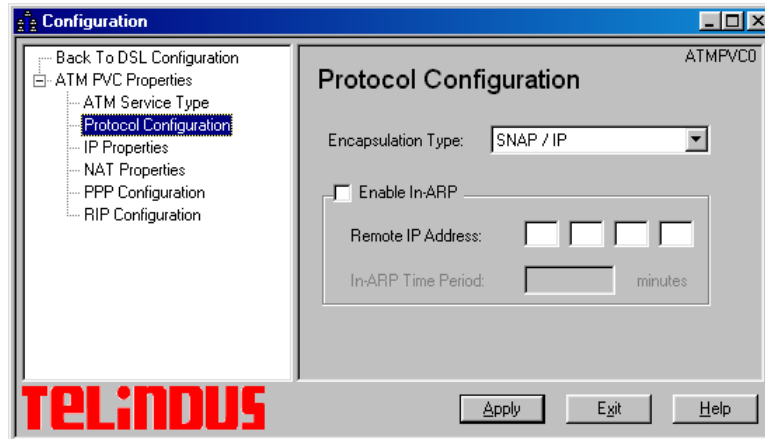 Configuration
Back To DSL Configuration
ATM PVC Properties
ATM Service Type
Protocol Configuration
IP Properties
NAT Properties
PPP Configuration
RIP Configuration
ATMPVC0
Protocol Configuration
Encapsulation Type: SNAP / IP
Enable In-ARP
Remote IP Address:
In-ARP Time Period: minutes
TELINDUS
Apply Exit Help